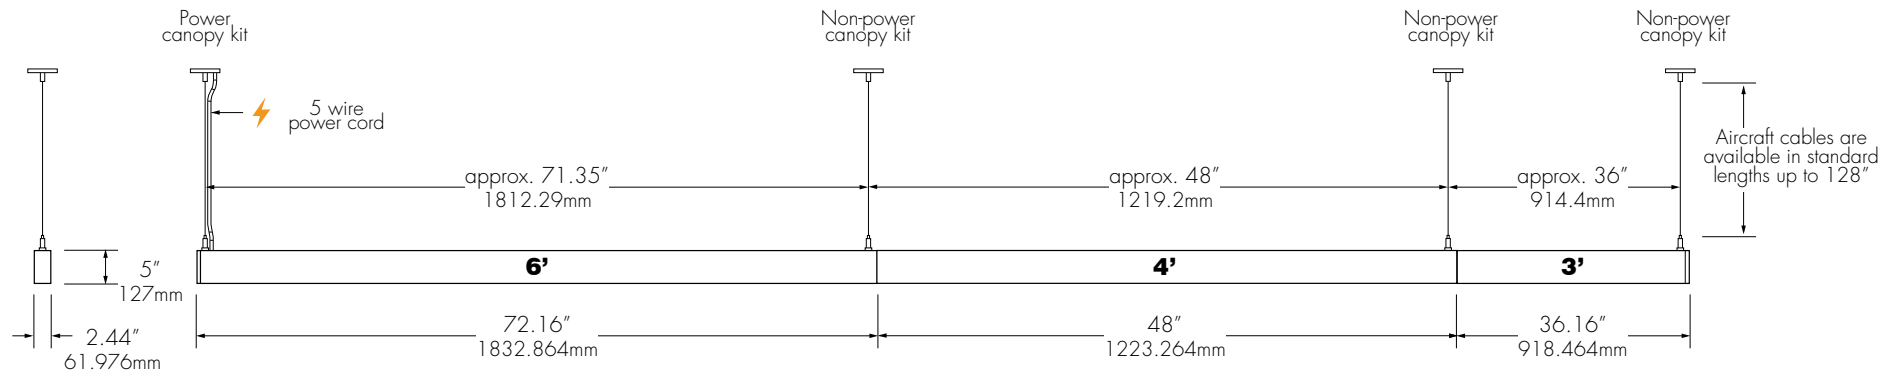 Power
canopy kit
Non-power
canopy kit
Non-power
canopy kit
Non-power
canopy kit
5 wire
power cord
approx. 71.35”
1812.29mm
approx. 48”
1219.2mm
approx. 36”
914.4mm
Aircraft cables are
available in standard
lengths up to 128”
6’
4’
3’
5”
127mm
2.44”
61.976mm
72.16”
1832.864mm
48”
1223.264mm
36.16”
918.464mm